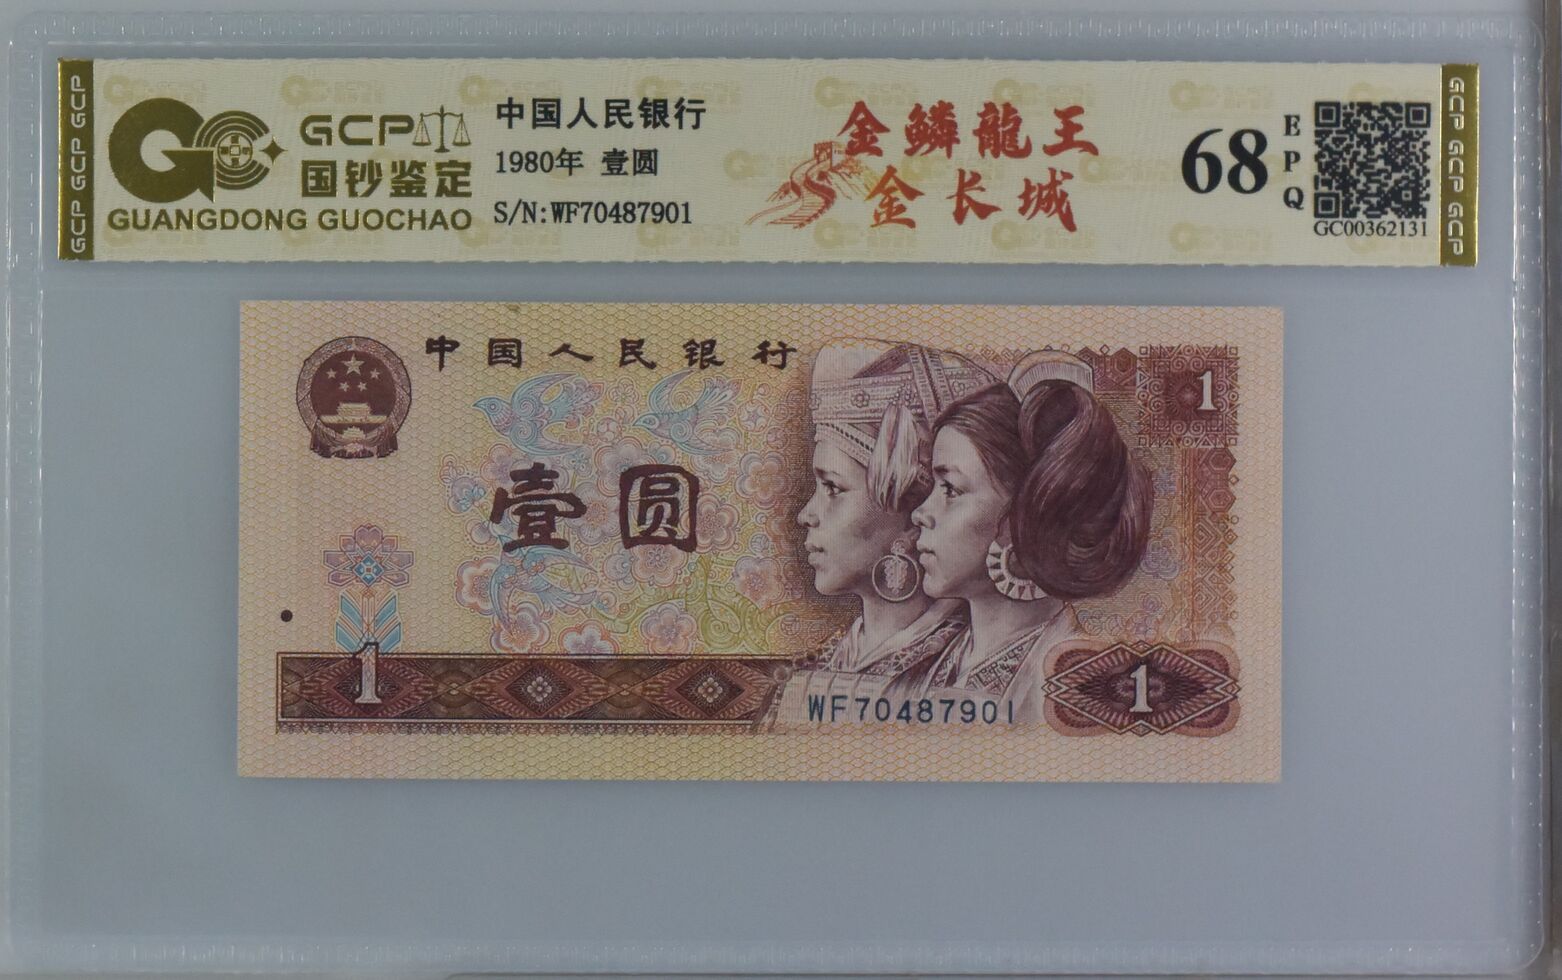 GCP GCP GCP
GCP
国钞鉴定
GUANGDONG GUOCHAO
中国人民银行
1980年 壹圆
S/N:WF70487901
金鳞龍王
金长城
68
EPQ
GC00362131
GCP GCP GCP
中国人民银行
1
壹圆
1
1
WF70487901